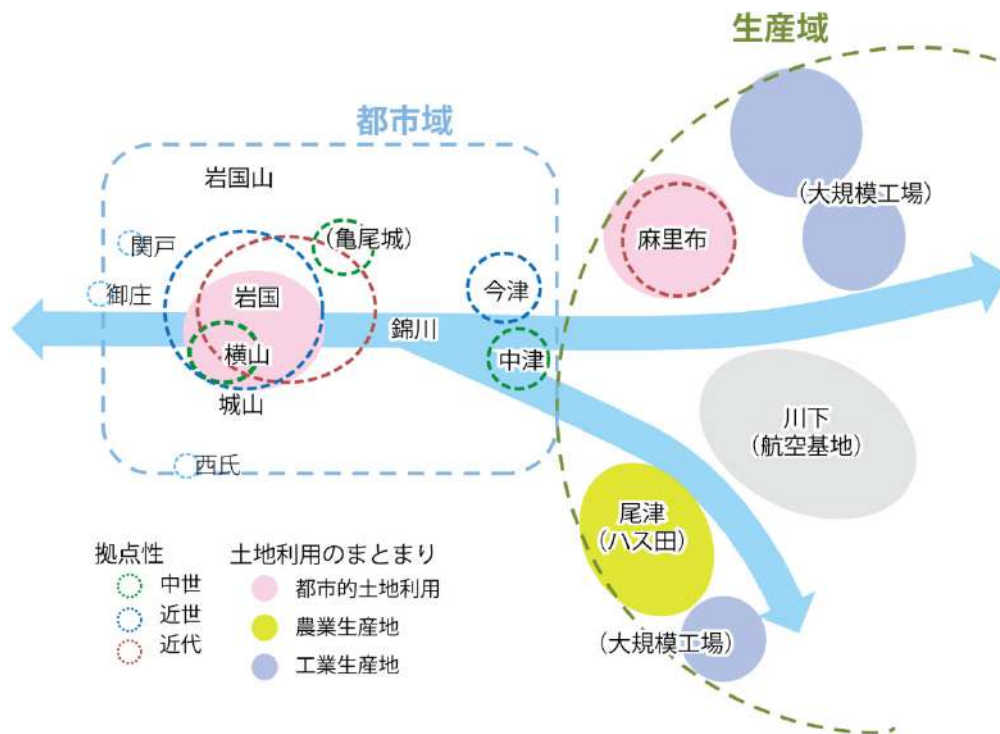 生産域
都市域
岩国山
(大規模工場)
関戸
(亀尾城)
麻里布
御庄
岩国
今津
錦川
横山
中津
城山
川下
(航空基地)
西氏
尾津
(ハス田)
(大規模工場)
拠点性
中世
近世
近代
土地利用のまとまり
都市的土地利用
農業生産地
工業生産地